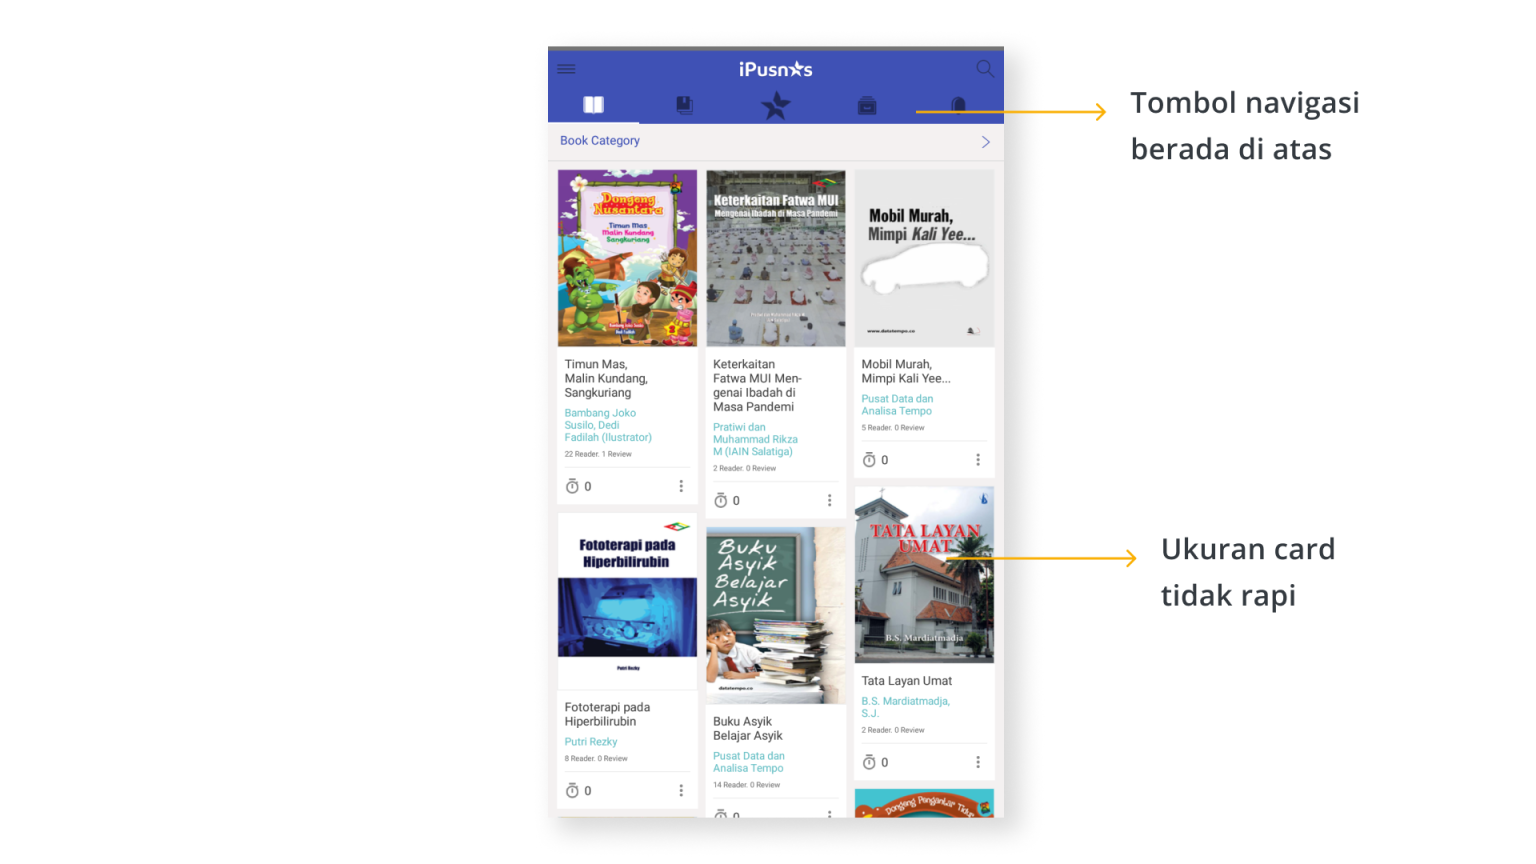 iPusnas
Tombol navigasi
berada di atas
Book Category
Dongeng
Nusantara
Timun Mas
Malin Kundang
Sangkuriang
Keterkaitan Fatwa MUI
Mengenai Ibadah di Masa Pandemi
Mobil Murah,
Mimpi Kali Yee...
www.datatempo.co
Timun Mas,
Malin Kundang,
Sangkuriang
Bambang Joko
Susilo, Dedi
Fadilah (Ilustrator)
22 Reader. 1 Review
0
Keterkaitan
Fatwa MUI Men-
genai Ibadah di
Masa Pandemi
Pratiwi dan
Muhammad Rikza
M (IAIN Salatiga)
2 Reader. 0 Review
0
Mobil Murah,
Mimpi Kali Yee...
Pusat Data dan
Analisa Tempo
5 Reader. 0 Review
0
Fototerapi pada
Hiperbilirubin
Putri Rezky
Buku
Asyik
Belajar
Asyik
datatempo.co
TATA LAYAN
UMAT
B.S. Mardiatmadja
Ukuran card
tidak rapi
Fototerapi pada
Hiperbilirubin
Putri Rezky
8 Reader. 0 Review
0
Buku Asyik
Belajar Asyik
Pusat Data dan
Analisa Tempo
14 Reader. 0 Review
0
Tata Layan Umat
B.S. Mardiatmadja,
S.J.
2 Reader. 0 Review
0
Dongeng Pengantar Tidur